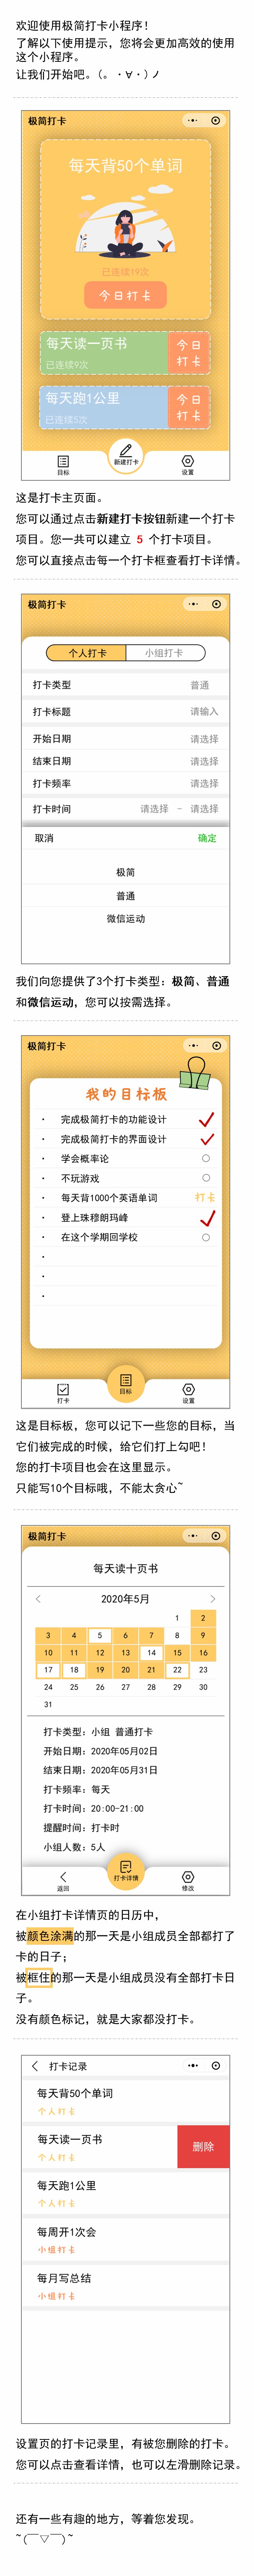 欢迎使用极简打卡小程序！
了解以下使用提示，您将会更加高效的使用
这个小程序。
让我们开始吧。（。・∀・）ノ
极简打卡
每天背50个单词
已连续19次
今日打卡
每天读一页书
已连续9次
今日
打卡
每天跑1公里
已连续5次
今日
打卡
目标
新建打卡
设置
这是打卡主页面。
您可以通过点击新建打卡按钮新建一个打卡
项目。您一共可以建立 5 个打卡项目。
您可以直接点击每一个打卡框查看打卡详情。
极简打卡
个人打卡 小组打卡
打卡类型 普通
打卡标题 请输入
开始日期 请选择
结束日期 请选择
打卡频率 请选择
打卡时间 请选择 - 请选择
取消 确定
极简
普通
微信运动
我们向您提供了3个打卡类型：极简、普通
和微信运动，您可以按需选择。
极简打卡
我的目标板
· 完成极简打卡的功能设计
· 完成极简打卡的界面设计
· 学会概率论
· 不玩游戏
· 每天背1000个英语单词 打卡
· 登上珠穆朗玛峰
· 在这个学期回学校
·
·
·
打卡
目标
设置
这是目标板，您可以记下一些您的目标，当
它们被完成的时候，给它们打上勾吧！
您的打卡项目也会在这里显示。
只能写10个目标哦，不能太贪心~
极简打卡
每天读十页书
2020年5月
1 2
3 4 5 6 7 8 9
10 11 12 13 14 15 16
17 18 19 20 21 22 23
24 25 26 27 28 29 30
31
打卡类型：小组 普通打卡
开始日期：2020年05月02日
结束日期：2020年05月31日
打卡频率：每天
打卡时间：20:00-21:00
提醒时间：打卡时
小组人数：5人
返回
打卡详情
修改
在小组打卡详情页的日历中，
被颜色涂满的那一天是小组成员全部都打了
卡的日子；
被框住的那一天是小组成员没有全部打卡日
子。
没有颜色标记，就是大家都没打卡。
打卡记录
每天背50个单词
个人打卡
每天读一页书
个人打卡
删除
每天跑1公里
个人打卡
每周开1次会
小组打卡
每月写总结
小组打卡
设置页的打卡记录里，有被您删除的打卡。
您可以点击查看详情，也可以左滑删除记录。
还有一些有趣的地方，等着您发现。
~(￣▽￣)~